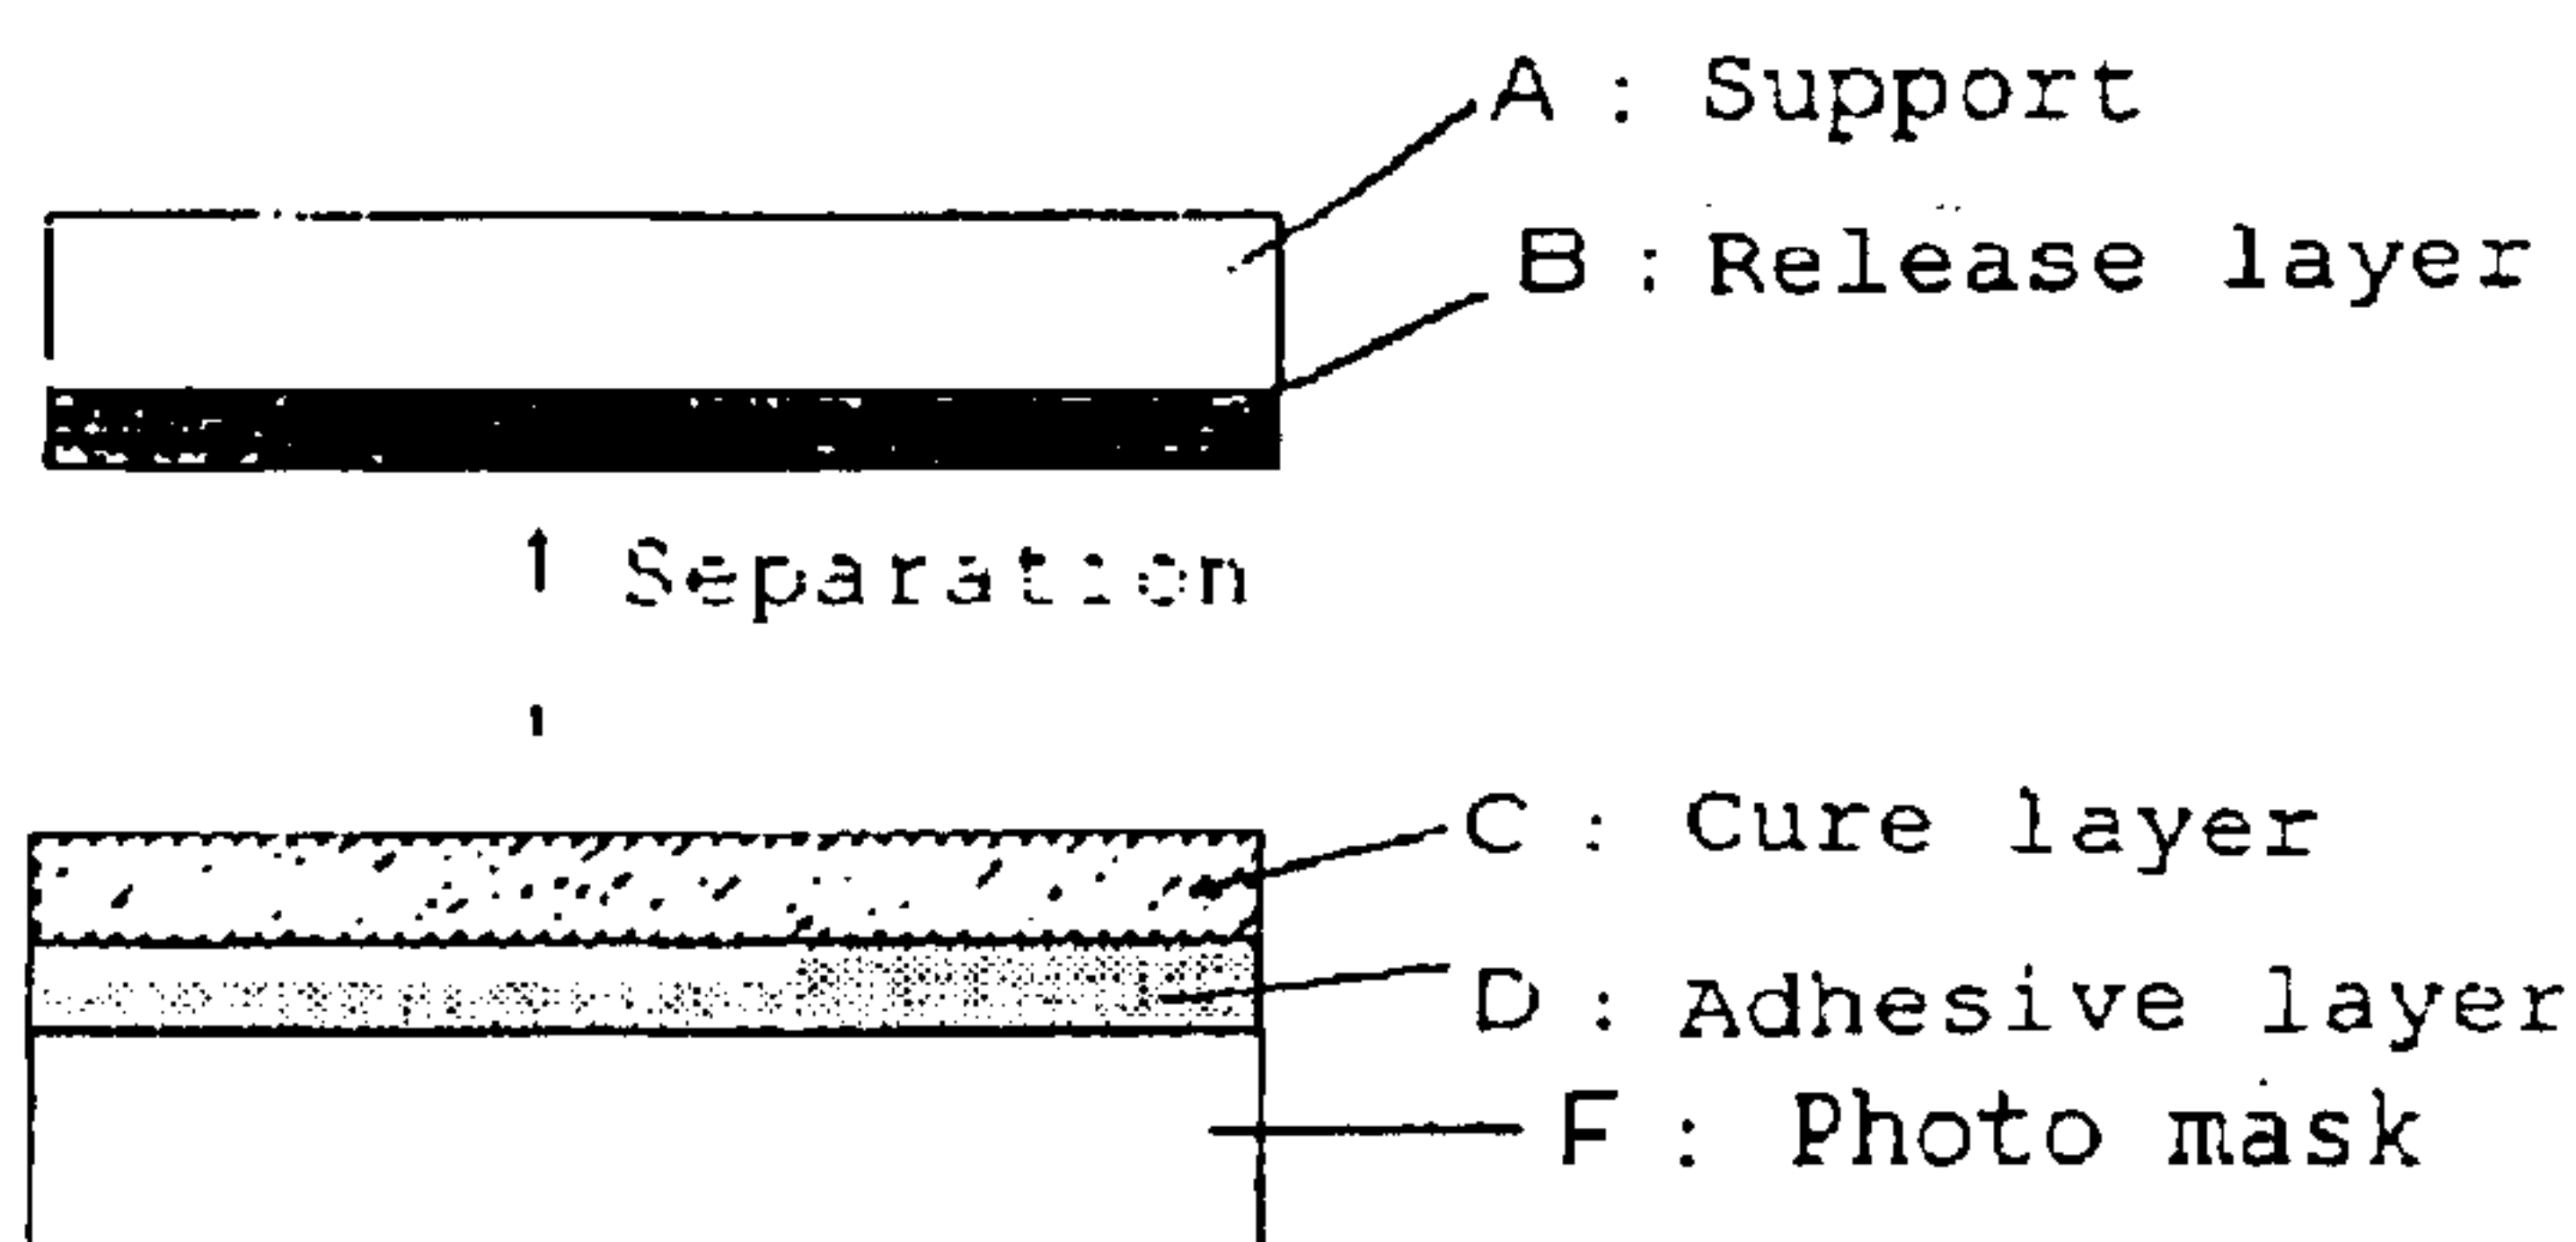 A : Support
B : Release layer
Separation
C : Cure layer
D : Adhesive layer
F : Photo mask